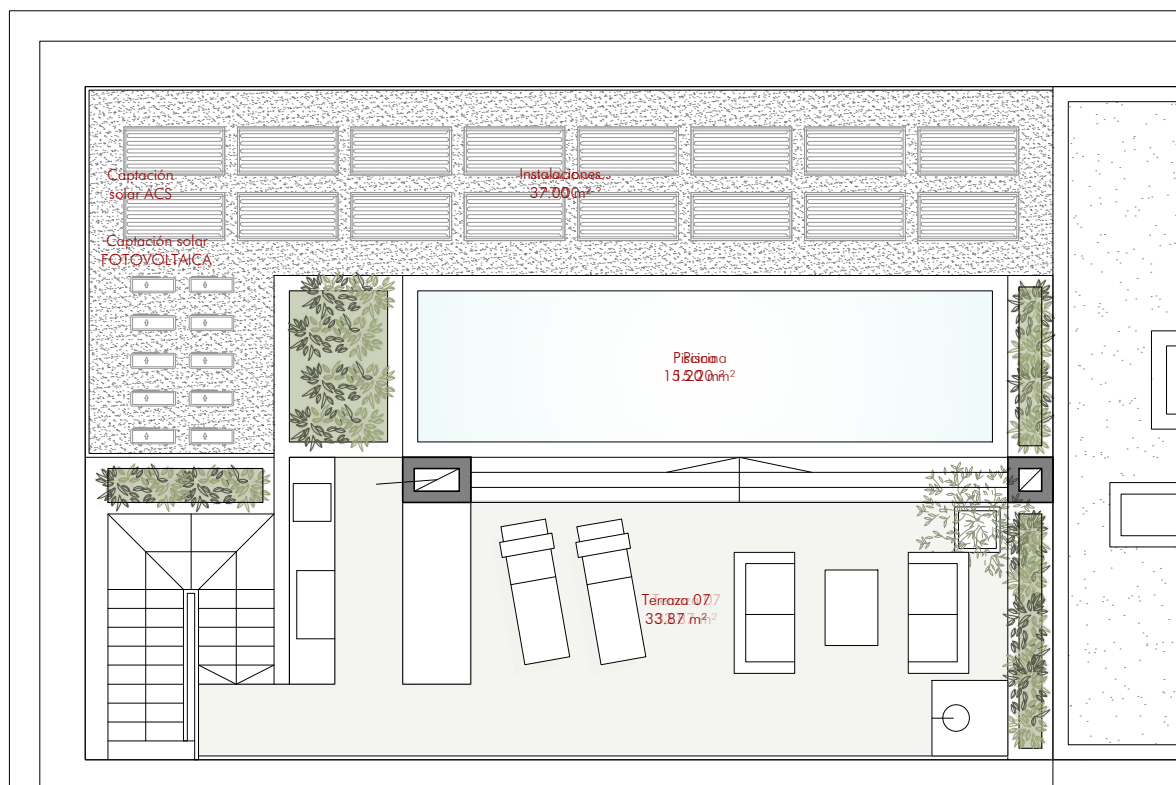 Captación
solar ACS
Instalaciones
37.00 m²
Captación solar
FOTOVOLTAICA
Piscina
15.20 m²
Terraza 07
33.87 m²